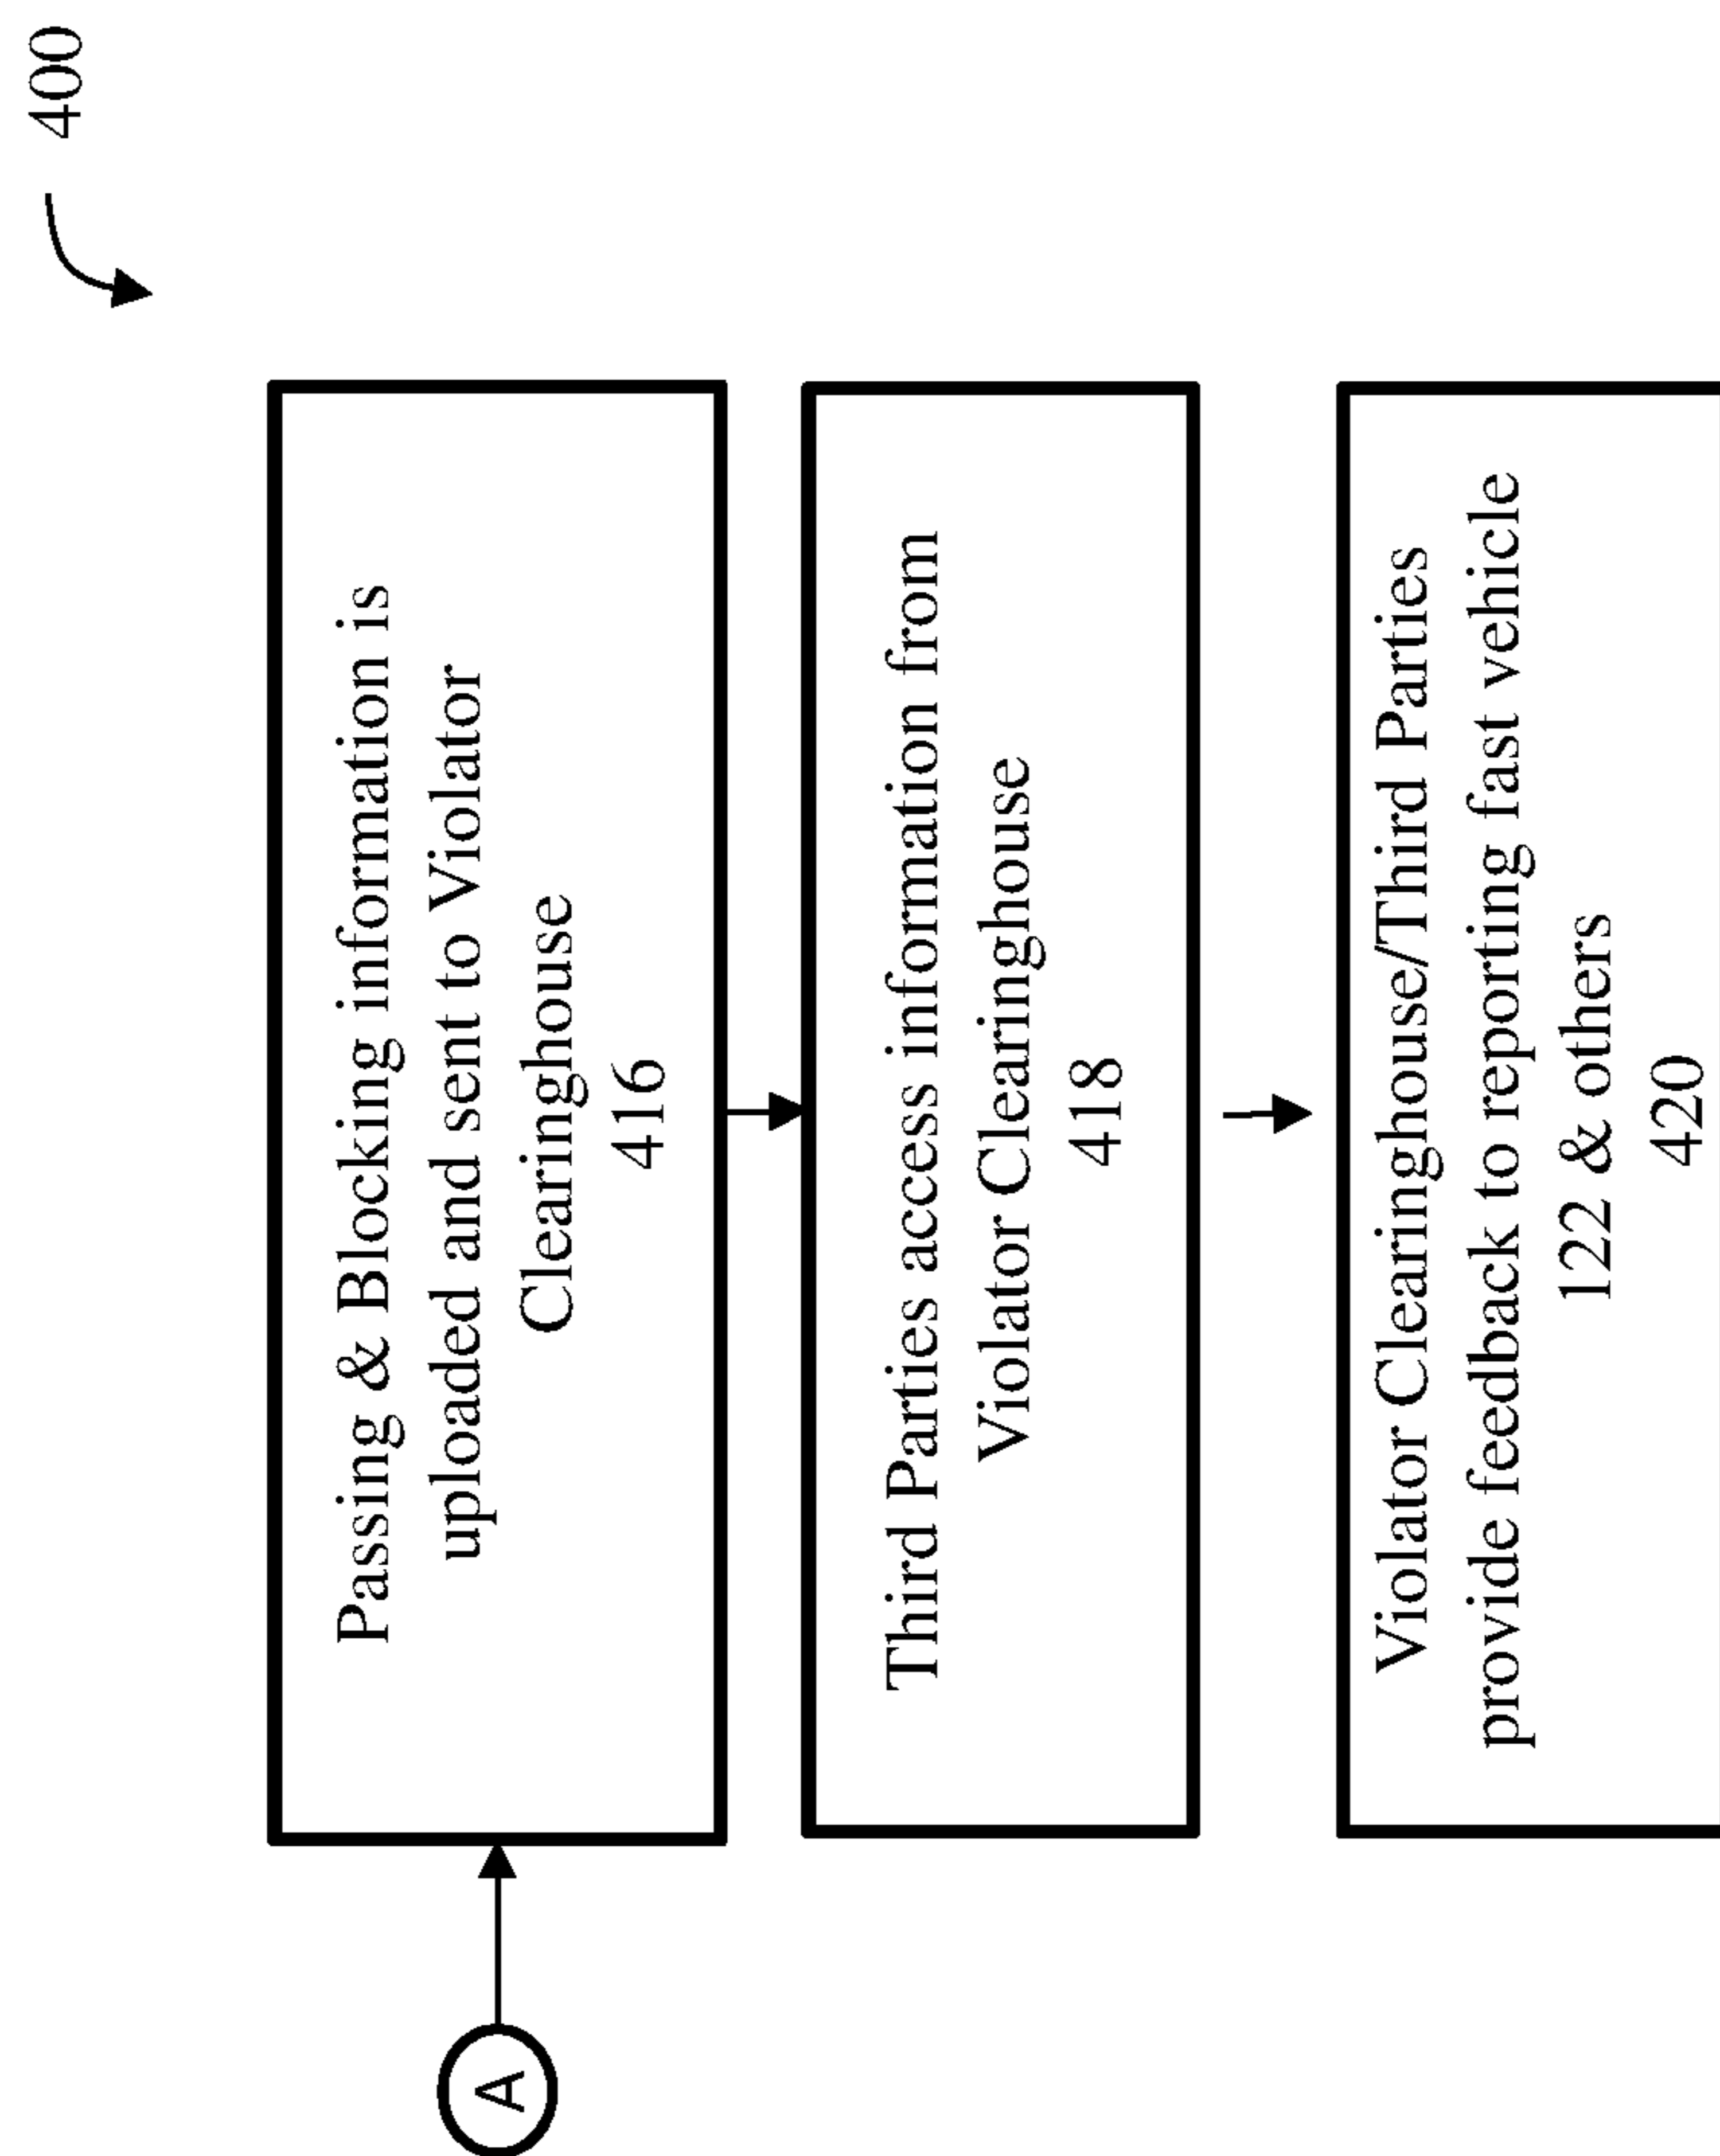 400
A
Passing & Blocking information is
uploaded and sent to Violator
Clearinghouse
416
Third Parties access information from
Violator Clearinghouse
418
Violator Clearinghouse/Third Parties
provide feedback to reporting fast vehicle
122 & others
420